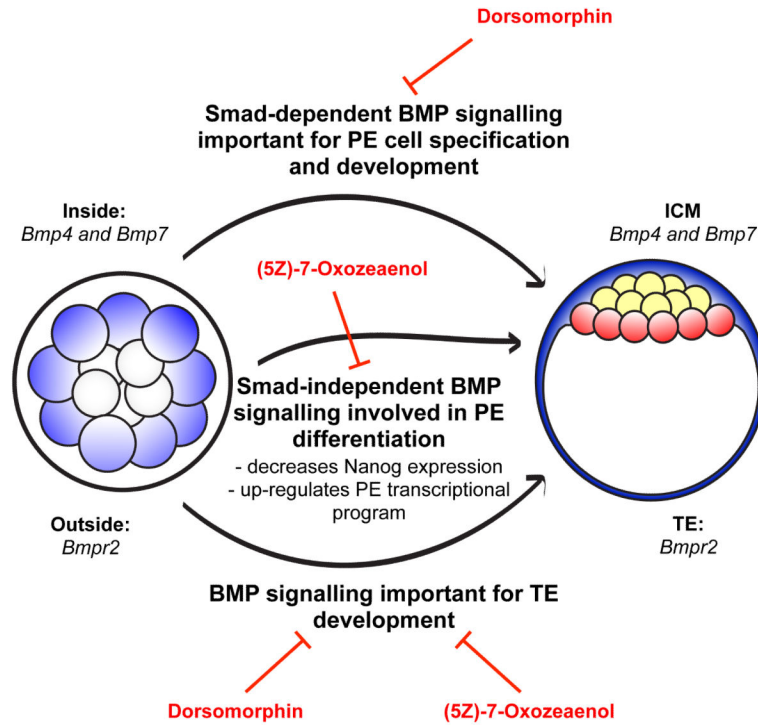 Dorsomorphin
Smad-dependent BMP signalling
important for PE cell specification
and development
Inside:
Bmp4 and Bmp7
ICM
Bmp4 and Bmp7
(5Z)-7-Oxozeaenol
Smad-independent BMP
signalling involved in PE
differentiation
- decreases Nanog expression
- up-regulates PE transcriptional
program
Outside:
Bmpr2
TE:
Bmpr2
BMP signalling important for TE
development
Dorsomorphin
(5Z)-7-Oxozeaenol